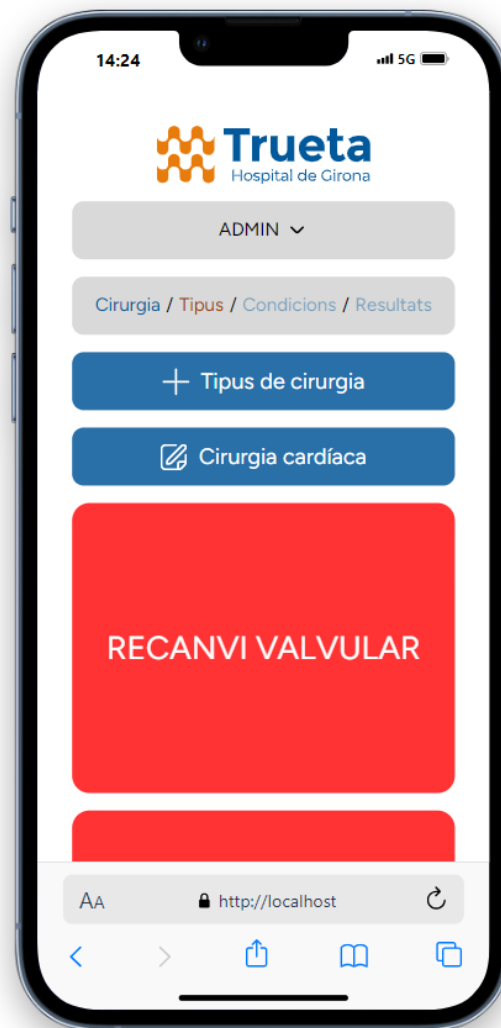 14:24
5G
Trueta
Hospital de Girona
ADMIN
Cirurgia / Tipus / Condicions / Resultats
Tipus de cirurgia
Cirurgia cardíaca
RECANVI VALVULAR
AA
http://localhost